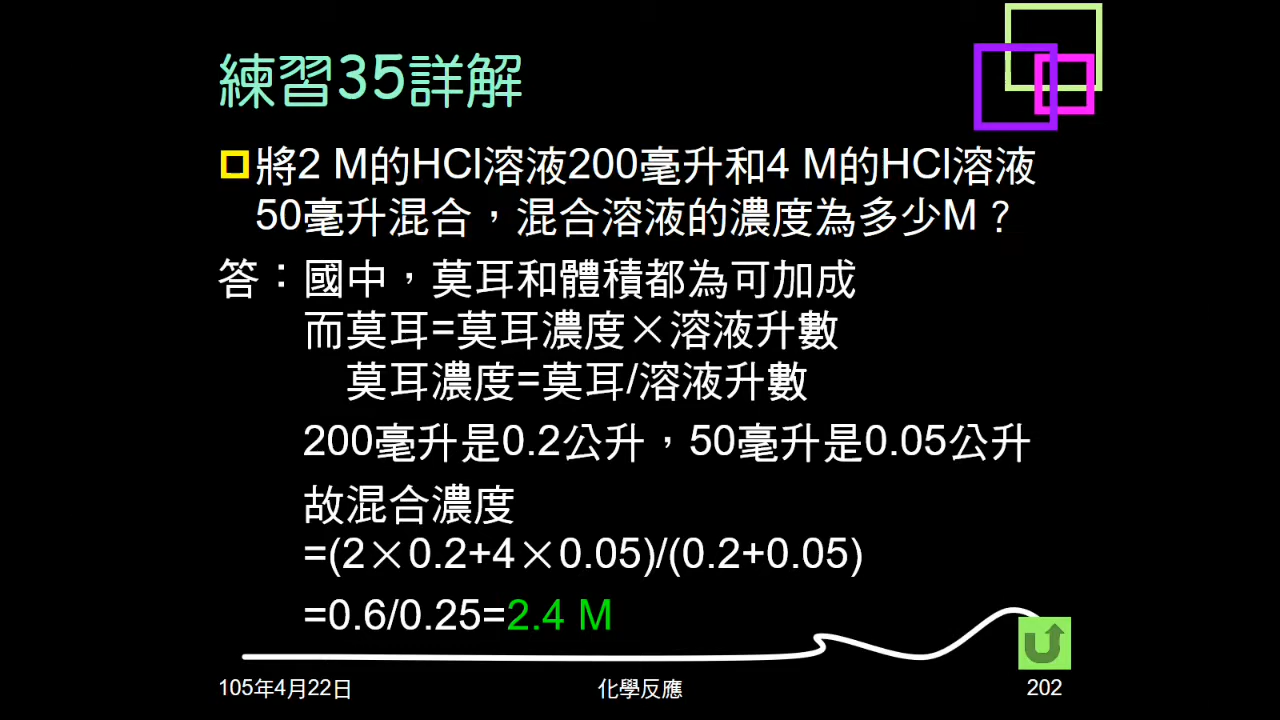 練習35詳解
將2 M的HCl溶液200毫升和4 M的HCl溶液
50毫升混合，混合溶液的濃度為多少M？
答：國中，莫耳和體積都為可加成
而莫耳=莫耳濃度×溶液升數
莫耳濃度=莫耳/溶液升數
200毫升是0.2公升，50毫升是0.05公升
故混合濃度
=(2×0.2+4×0.05)/(0.2+0.05)
=0.6/0.25=2.4 M
105年4月22日
化學反應
202